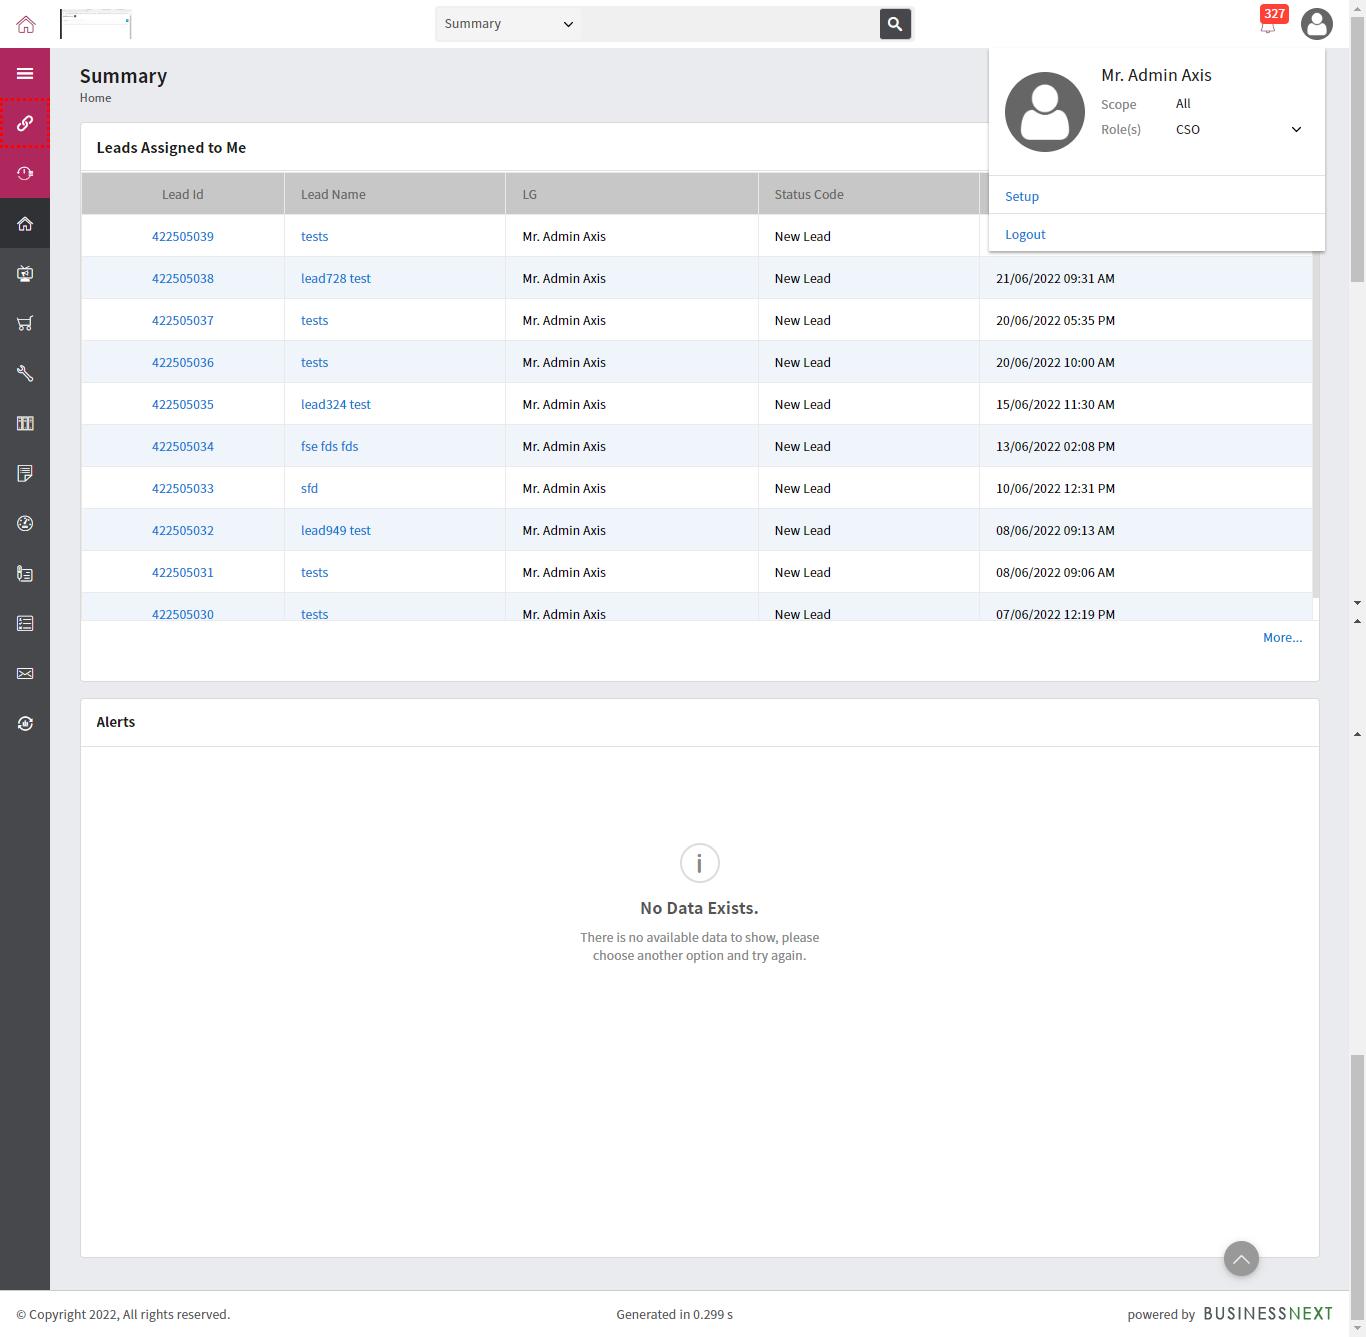 Summary
327
Mr. Admin Axis
Scope All
Role(s) CSO
Setup
Logout
Summary
Home
Leads Assigned to Me
Lead Id Lead Name LG Status Code
422505039 tests Mr. Admin Axis New Lead
422505038 lead728 test Mr. Admin Axis New Lead 21/06/2022 09:31 AM
422505037 tests Mr. Admin Axis New Lead 20/06/2022 05:35 PM
422505036 tests Mr. Admin Axis New Lead 20/06/2022 10:00 AM
422505035 lead324 test Mr. Admin Axis New Lead 15/06/2022 11:30 AM
422505034 fse fds fds Mr. Admin Axis New Lead 13/06/2022 02:08 PM
422505033 sfd Mr. Admin Axis New Lead 10/06/2022 12:31 PM
422505032 lead949 test Mr. Admin Axis New Lead 08/06/2022 09:13 AM
422505031 tests Mr. Admin Axis New Lead 08/06/2022 09:06 AM
422505030 tests Mr. Admin Axis New Lead 07/06/2022 12:19 PM
More...
Alerts
No Data Exists.
There is no available data to show, please
choose another option and try again.
© Copyright 2022, All rights reserved. Generated in 0.299 s powered by BUSINESSNEXT